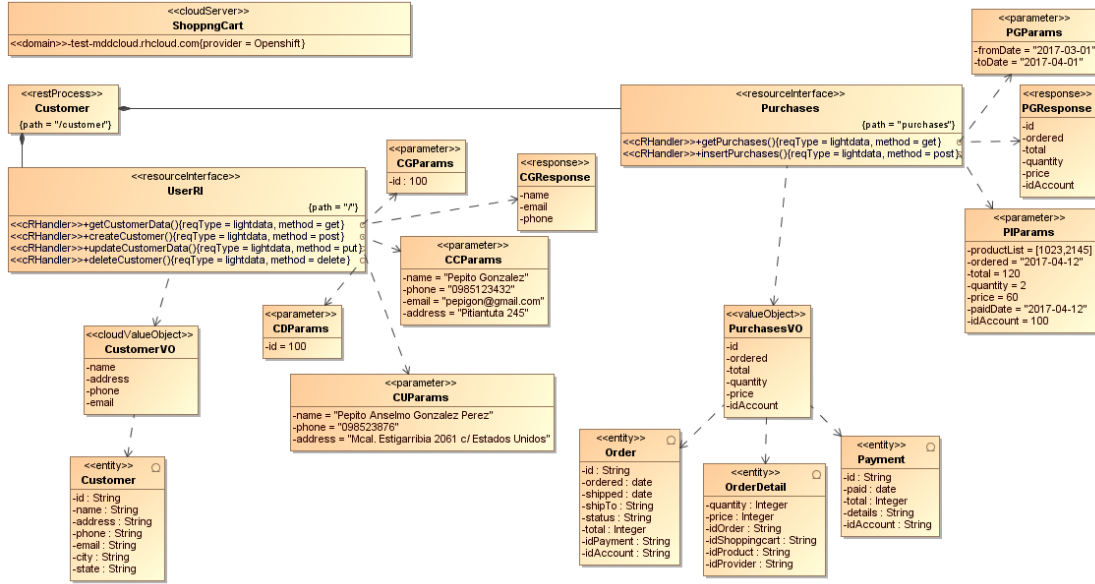 <<cloudServer>>
ShoppngCart
<<domain>>-test-mddcloud.rhcloud.com{provider = Openshift}
<<restProcess>>
Customer
{path = "/customer"}
<<resourceInterface>>
UserRI
{path = "/"}
<<cRHandler>>+getCustomerData(){reqType = lightdata, method = get}
<<cRHandler>>+createCustomer(){reqType = lightdata, method = post}
<<cRHandler>>+updateCustomerData(){reqType = lightdata, method = put}
<<cRHandler>>+deleteCustomer(){reqType = lightdata, method = delete}
<<parameter>>
CGParams
-id : 100
<<response>>
CGResponse
-name
-email
-phone
<<parameter>>
CCParams
-name = "Pepito Gonzalez"
-phone = "0985123432"
-email = "pepigon@gmail.com"
-address = "Pitiantuta 245"
<<parameter>>
CDParams
-id = 100
<<parameter>>
CUParams
-name = "Pepito Anselmo Gonzalez Perez"
-phone = "098523876"
-address = "Mcal. Estigarribia 2061 c/ Estados Unidos"
<<cloudValueObject>>
CustomerVO
-name
-address
-phone
-email
<<entity>>
Customer
-id : String
-name : String
-address : String
-phone : String
-email : String
-city : String
-state : String
<<resourceInterface>>
Purchases
{path = "purchases"}
<<cRHandler>>+getPurchases(){reqType = lightdata, method = get}
<<cRHandler>>+insertPurchases(){reqType = lightdata, method = post}
<<parameter>>
PGParams
-fromDate = "2017-03-01"
-toDate = "2017-04-01"
<<response>>
PGResponse
-id
-ordered
-total
-quantity
-price
-idAccount
<<parameter>>
PIParams
-productList = [1023,2145]
-ordered = "2017-04-12"
-total = 120
-quantity = 2
-price = 60
-paidDate = "2017-04-12"
-idAccount = 100
<<valueObject>>
PurchasesVO
-id
-ordered
-total
-quantity
-price
-idAccount
<<entity>>
Order
-id : String
-ordered : date
-shipped : date
-shipTo : String
-status : String
-total : Integer
-idPayment : String
-idAccount : String
<<entity>>
OrderDetail
-quantity : Integer
-price : Integer
-idOrder : String
-idShoppingcart : String
-idProduct : String
-idProvider : String
<<entity>>
Payment
-id : String
-paid : date
-total : Integer
-details : String
-idAccount : String